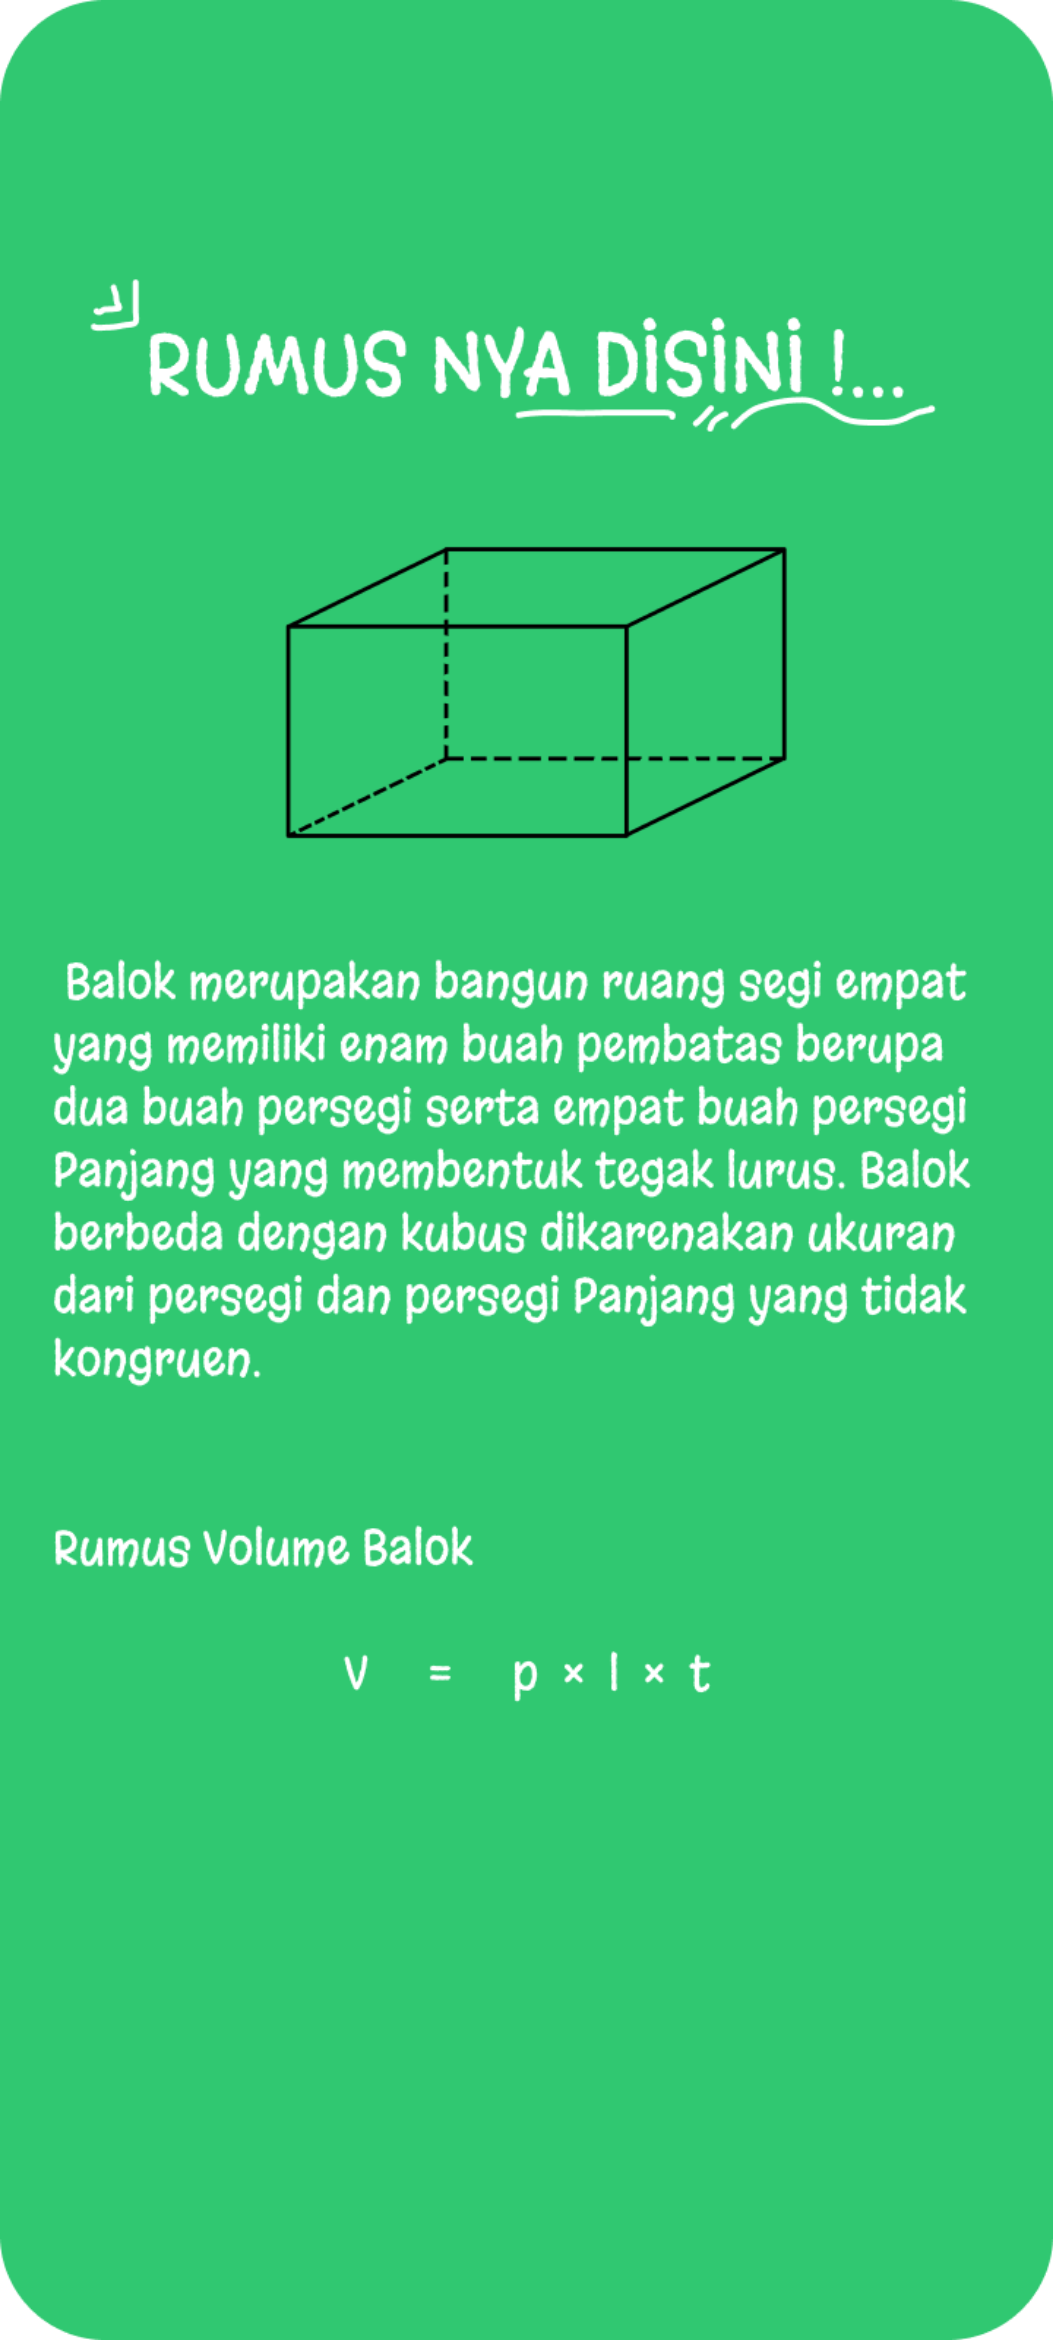 RUMUS NYA DISINI !...
Balok merupakan bangun ruang segi empat
yang memiliki enam buah pembatas berupa
dua buah persegi serta empat buah persegi
Panjang yang membentuk tegak lurus. Balok
berbeda dengan kubus dikarenakan ukuran
dari persegi dan persegi Panjang yang tidak
kongruen.
Rumus Volume Balok
V = p × l × t